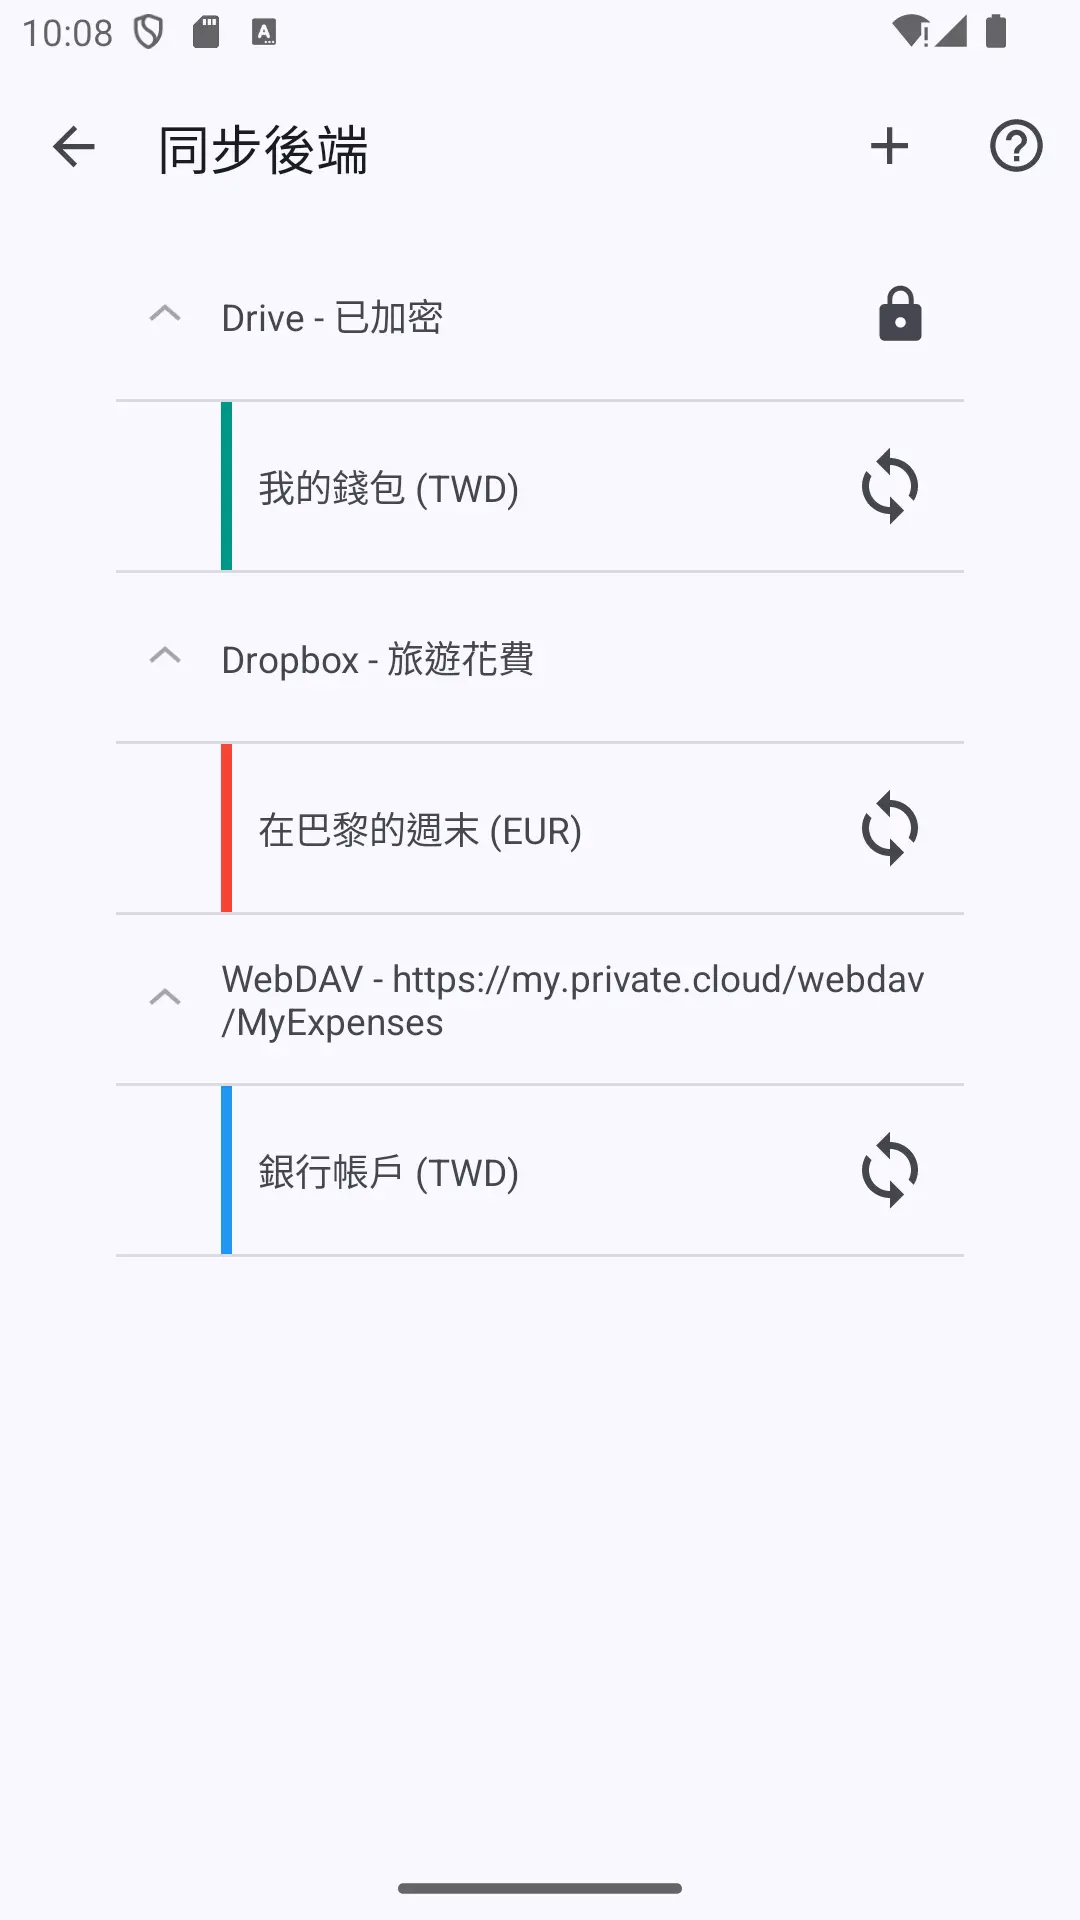 10:08
同步後端
Drive - 已加密
我的錢包 (TWD)
Dropbox - 旅遊花費
在巴黎的週末 (EUR)
WebDAV - https://my.private.cloud/webdav
/MyExpenses
銀行帳戶 (TWD)